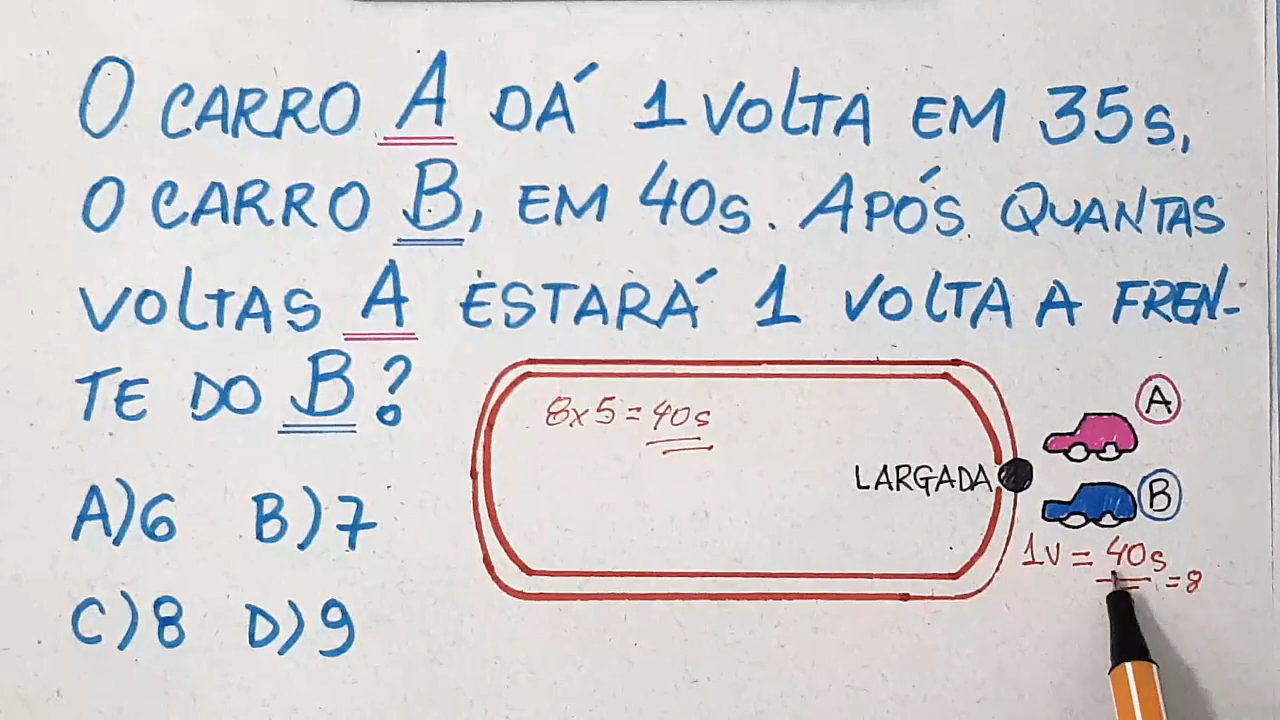 O CARRO A DÁ 1 VOLTA EM 35s,
O CARRO B, EM 40s. APÓS QUANTAS
VOLTAS A ESTARÁ 1 VOLTA A FREN-
TE DO B?
8x5 = 40s
A
LARGADA
B
1v = 40s = 8
A) 6 B) 7
C) 8 D) 9